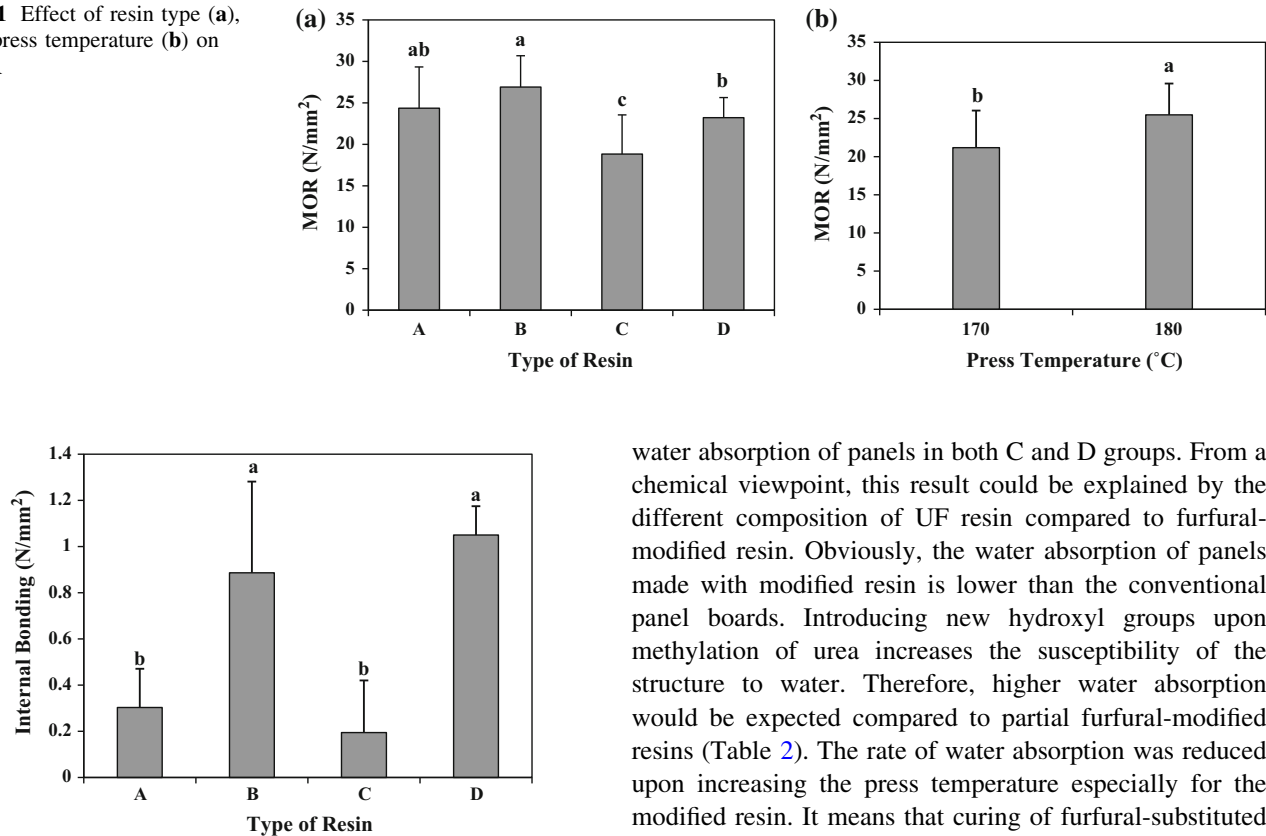 1 Effect of resin type (a),
press temperature (b) on
(a)
35
30
25
20
15
10
5
0
MOR (N/mm²)
ab
a
c
b
A B C D
Type of Resin
(b)
35
30
25
20
15
10
5
0
MOR (N/mm²)
b
a
170 180
Press Temperature (˚C)
1.4
1.2
1
0.8
0.6
0.4
0.2
0
Internal Bonding (N/mm²)
b
a
b
a
A B C D
Type of Resin
water absorption of panels in both C and D groups. From a
chemical viewpoint, this result could be explained by the
different composition of UF resin compared to furfural-
modified resin. Obviously, the water absorption of panels
made with modified resin is lower than the conventional
panel boards. Introducing new hydroxyl groups upon
methylation of urea increases the susceptibility of the
structure to water. Therefore, higher water absorption
would be expected compared to partial furfural-modified
resins (Table 2). The rate of water absorption was reduced
upon increasing the press temperature especially for the
modified resin. It means that curing of furfural-substituted